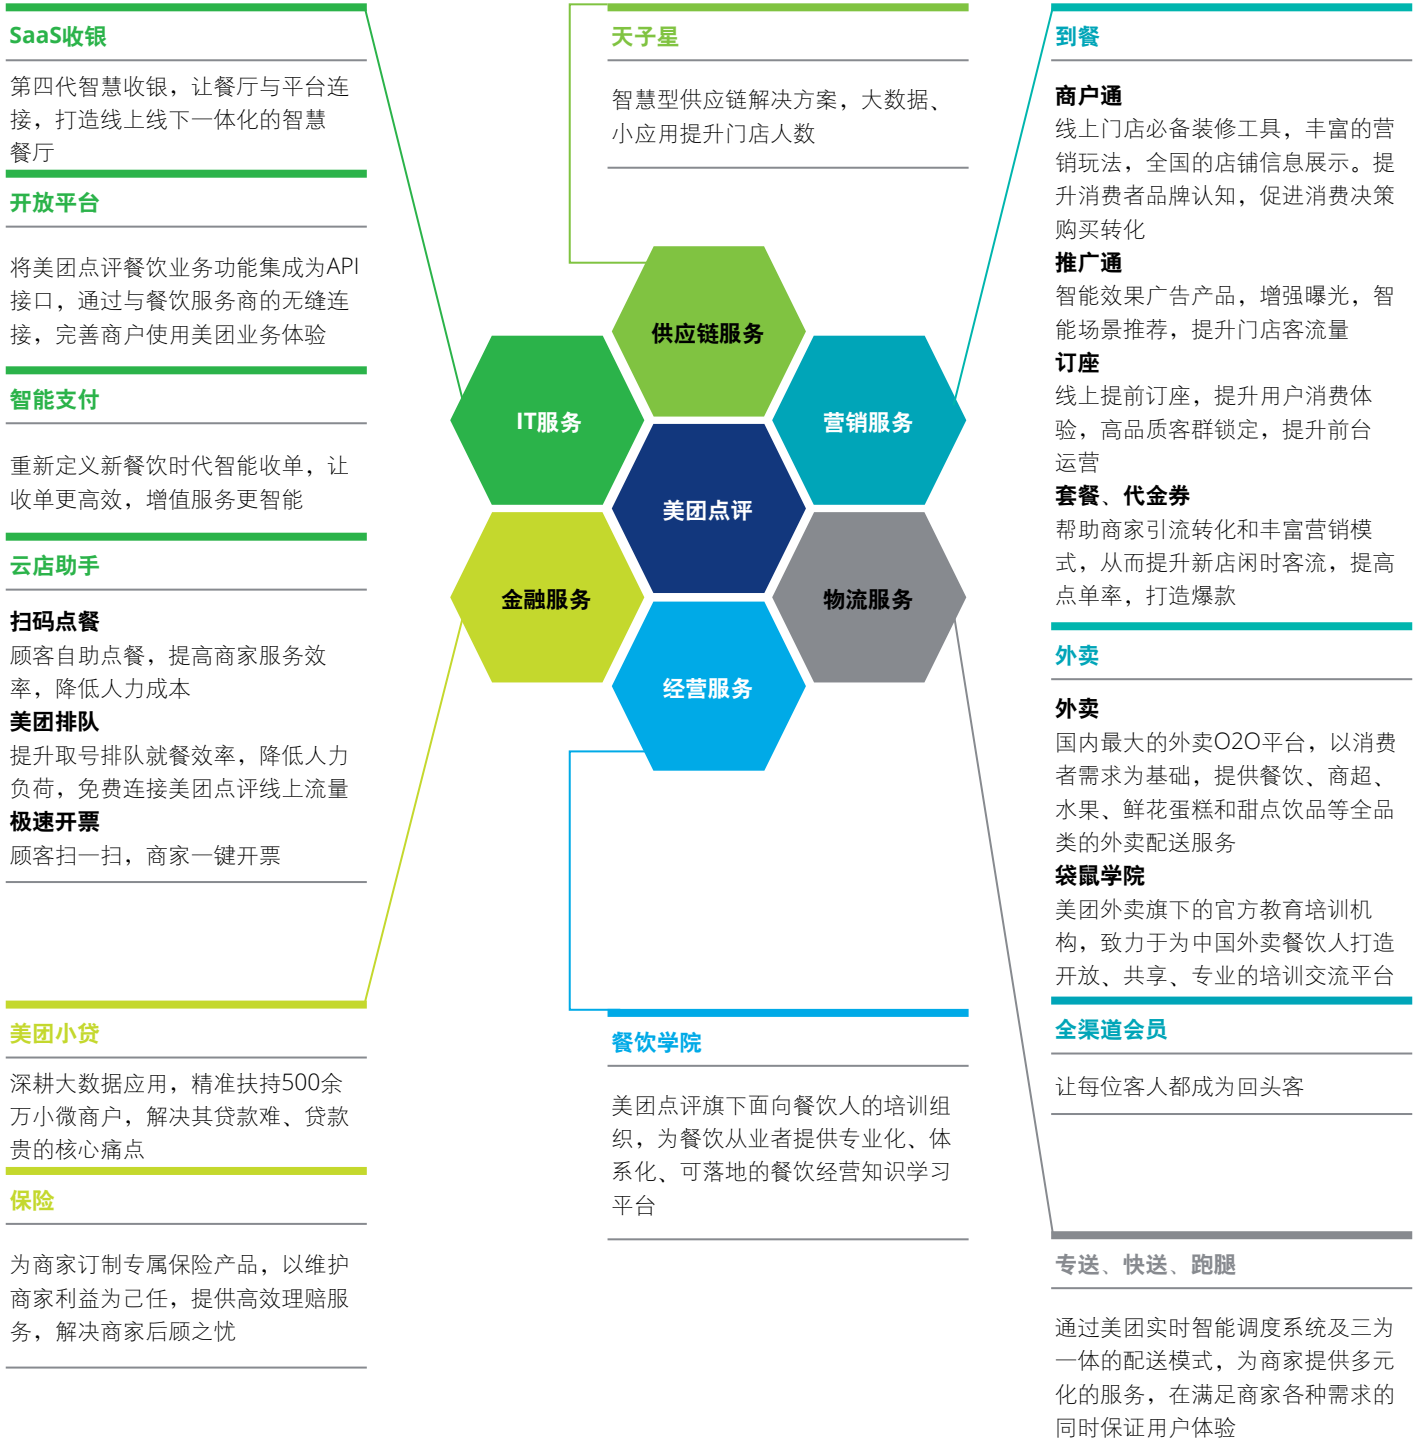 SaaS收银
第四代智慧收银，让餐厅与平台连
接，打造线上线下一体化的智慧
餐厅
开放平台
将美团点评餐饮业务功能集成为API
接口，通过与餐饮服务商的无缝连
接，完善商户使用美团业务体验
智能支付
重新定义新餐饮时代智能收单，让
收单更高效，增值服务更智能
云店助手
扫码点餐
顾客自助点餐，提高商家服务效
率，降低人力成本
美团排队
提升取号排队就餐效率，降低人力
负荷，免费连接美团点评线上流量
极速开票
顾客扫一扫，商家一键开票
美团小贷
深耕大数据应用，精准扶持500余
万小微商户，解决其贷款难、贷款
贵的核心痛点
保险
为商家订制专属保险产品，以维护
商家利益为己任，提供高效理赔服
务，解决商家后顾之忧
天子星
智慧型供应链解决方案，大数据、
小应用提升门店人数
供应链服务
IT服务
营销服务
美团点评
金融服务
物流服务
经营服务
餐饮学院
美团点评旗下面向餐饮人的培训组
织，为餐饮从业者提供专业化、体
系化、可落地的餐饮经营知识学习
平台
到餐
商户通
线上门店必备装修工具，丰富的营
销玩法，全国的店铺信息展示。提
升消费者品牌认知，促进消费决策
购买转化
推广通
智能效果广告产品，增强曝光，智
能场景推荐，提升门店客流量
订座
线上提前订座，提升用户消费体
验，高品质客群锁定，提升前台
运营
套餐、代金券
帮助商家引流转化和丰富营销模
式，从而提升新店闲时客流，提高
点单率，打造爆款
外卖
外卖
国内最大的外卖O2O平台，以消费
者需求为基础，提供餐饮、商超、
水果、鲜花蛋糕和甜点饮品等全品
类的外卖配送服务
袋鼠学院
美团外卖旗下的官方教育培训机
构，致力于为中国外卖餐饮人打造
开放、共享、专业的培训交流平台
全渠道会员
让每位客人都成为回头客
专送、快送、跑腿
通过美团实时智能调度系统及三为
一体的配送模式，为商家提供多元
化的服务，在满足商家各种需求的
同时保证用户体验